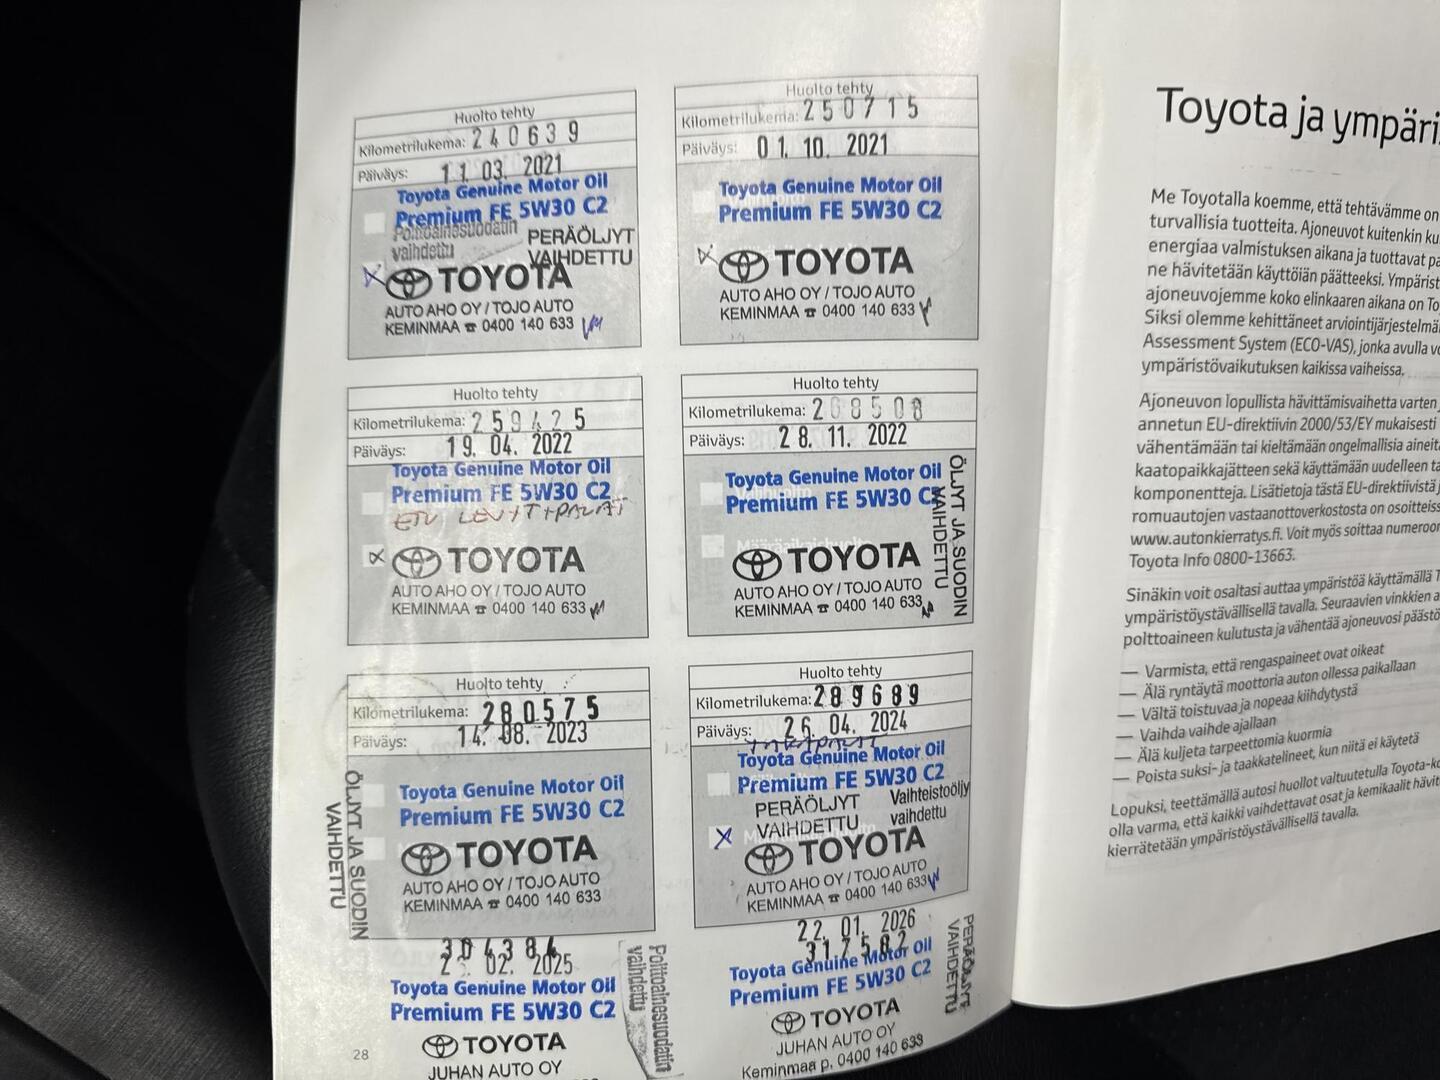 Huolto tehty
Kilometrilukema: 240639
Päiväys: 11. 03. 2021
Toyota Genuine Motor Oil
Premium FE 5W30 C2
Polttoainesuodatin
vaihdettu
PERÄÖLJYT
VAIHDETTU
TOYOTA
AUTO AHO OY / TOJO AUTO
KEMINMAA ☎ 0400 140 633
Huolto tehty
Kilometrilukema: 250715
Päiväys: 01. 10. 2021
Toyota Genuine Motor Oil
Premium FE 5W30 C2
TOYOTA
AUTO AHO OY / TOJO AUTO
KEMINMAA ☎ 0400 140 633
Huolto tehty
Kilometrilukema: 259425
Päiväys: 19. 04. 2022
Toyota Genuine Motor Oil
Premium FE 5W30 C2
ETU LEVYT+PALAT
TOYOTA
AUTO AHO OY / TOJO AUTO
KEMINMAA ☎ 0400 140 633
Huolto tehty
Kilometrilukema: 268508
Päiväys: 28. 11. 2022
Toyota Genuine Motor Oil
Premium FE 5W30 C2
ÖLJYT JA SUODIN
VAIHDETTU
Määräaikaishuolto
TOYOTA
AUTO AHO OY / TOJO AUTO
KEMINMAA ☎ 0400 140 633
Huolto tehty
Kilometrilukema: 280575
Päiväys: 14. 08. 2023
Toyota Genuine Motor Oil
Premium FE 5W30 C2
ÖLJYT JA SUODIN
VAIHDETTU
TOYOTA
AUTO AHO OY / TOJO AUTO
KEMINMAA ☎ 0400 140 633
Huolto tehty
Kilometrilukema: 289689
Päiväys: 26. 04. 2024
TAKAPALAT
Toyota Genuine Motor Oil
Premium FE 5W30 C2
PERÄÖLJYT
VAIHDETTU
Vaihteistoöljy
vaihdettu
TOYOTA
AUTO AHO OY / TOJO AUTO
KEMINMAA ☎ 0400 140 633
304384
02. 2025
Toyota Genuine Motor Oil
Premium FE 5W30 C2
Polttoainesuodatin
vaihdettu
TOYOTA
JUHAN AUTO OY
22. 01. 2026
317582
Toyota Genuine Motor Oil
Premium FE 5W30 C2
PERÄÖLJYT
VAIHDETTU
TOYOTA
JUHAN AUTO OY
Keminmaa p. 0400 140 633
28
Toyota ja ympäri
Me Toyotalla koemme, että tehtävämme on
turvallisia tuotteita. Ajoneuvot kuitenkin ku
energiaa valmistuksen aikana ja tuottavat pä
ne hävitetään käyttöiän päätteeksi. Ympärist
ajoneuvojemme koko elinkaaren aikana on To
Siksi olemme kehittäneet arviointijärjestelmä
Assessment System (ECO-VAS), jonka avulla vo
ympäristövaikutuksen kaikissa vaiheissa.
Ajoneuvon lopullista hävittämisvaihetta varten
annetun EU-direktiivin 2000/53/EY mukaisesti
vähentämään tai kieltämään ongelmallisia aineita
kaatopaikkajätteen sekä käyttämään uudelleen ta
komponentteja. Lisätietoja tästä EU-direktiivistä j
romuautojen vastaanottoverkostosta on osoitteiss
www.autonkierratys.fi. Voit myös soittaa numeroon
Toyota Info 0800-13663.
Sinäkin voit osaltasi auttaa ympäristöä käyttämällä T
ympäristöystävällisellä tavalla. Seuraavien vinkkien a
polttoaineen kulutusta ja vähentää ajoneuvosi päästö
— Varmista, että rengaspaineet ovat oikeat
— Älä ryntäytä moottoria auton ollessa paikallaan
— Vältä toistuvaa ja nopeaa kiihdytystä
— Vaihda vaihde ajallaan
— Älä kuljeta tarpeettomia kuormia
— Poista suksi- ja taakkatelineet, kun niitä ei käytetä
Lopuksi, teettämällä autosi huollot valtuutetulla Toyota-ko
olla varma, että kaikki vaihdettavat osat ja kemikaalit hävit
kierrätetään ympäristöystävällisellä tavalla.